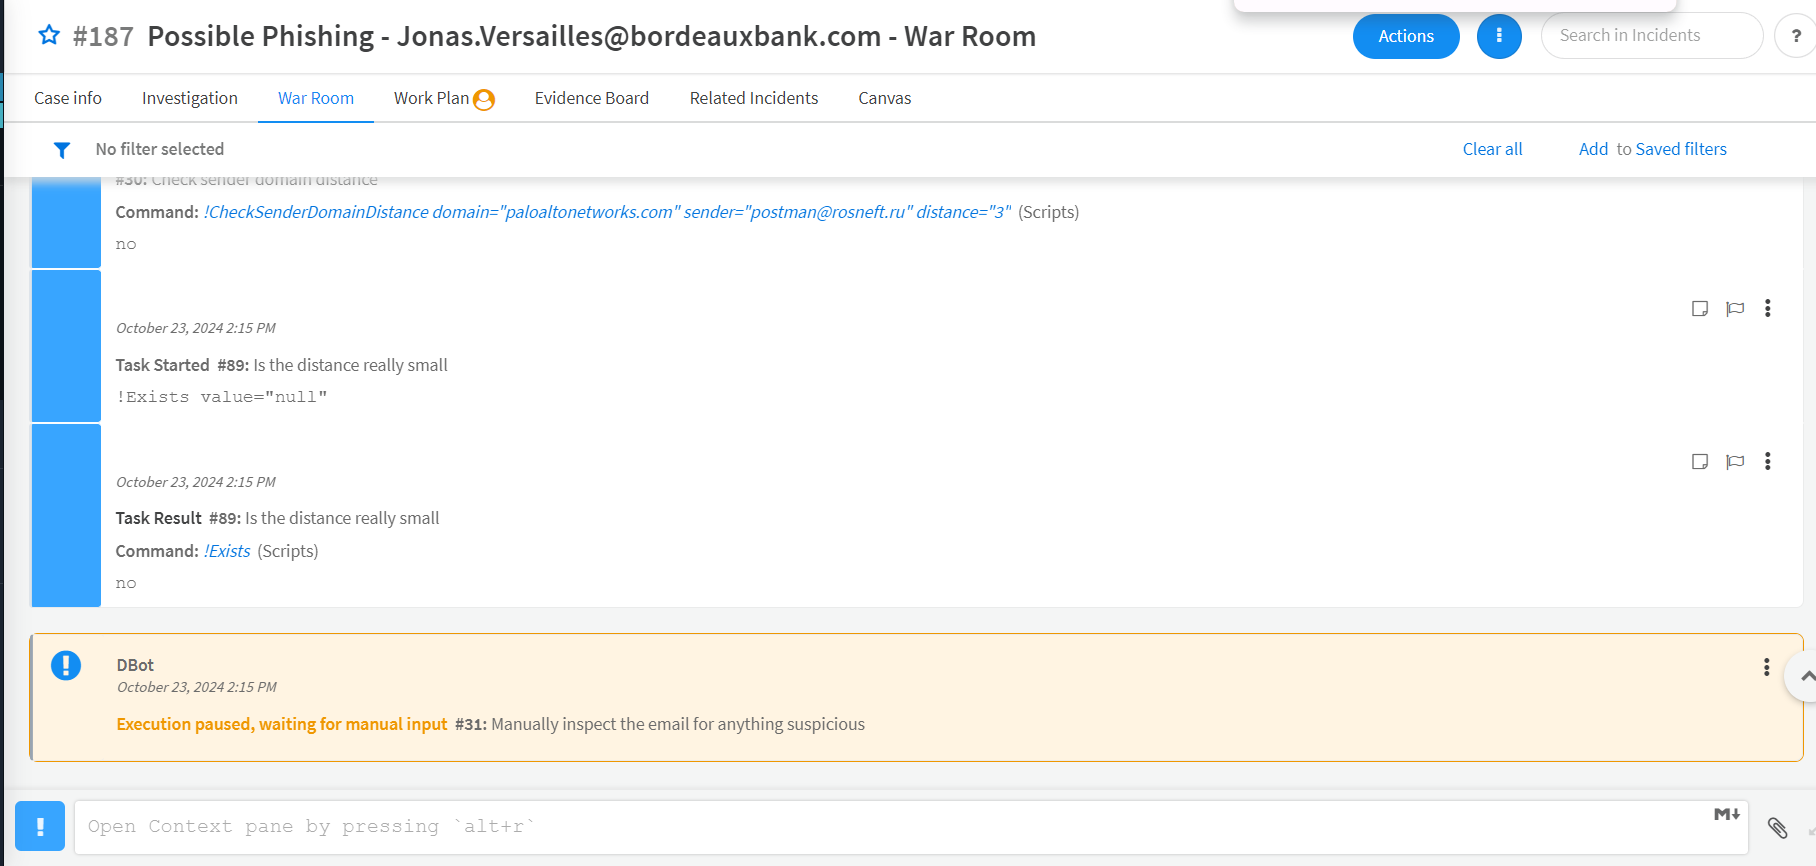 #187 Possible Phishing - Jonas.Versailles@bordeauxbank.com - War Room
Actions
Search in Incidents
?
Case info
Investigation
War Room
Work Plan
Evidence Board
Related Incidents
Canvas
No filter selected
Clear all
Add to Saved filters
#30: Check sender domain distance
Command: !CheckSenderDomainDistance domain="paloaltonetworks.com" sender="postman@rosneft.ru" distance="3" (Scripts)
no
October 23, 2024 2:15 PM
Task Started #89: Is the distance really small
!Exists value="null"
October 23, 2024 2:15 PM
Task Result #89: Is the distance really small
Command: !Exists (Scripts)
no
DBot
October 23, 2024 2:15 PM
Execution paused, waiting for manual input #31: Manually inspect the email for anything suspicious
!
Open Context pane by pressing `alt+r`
M↓